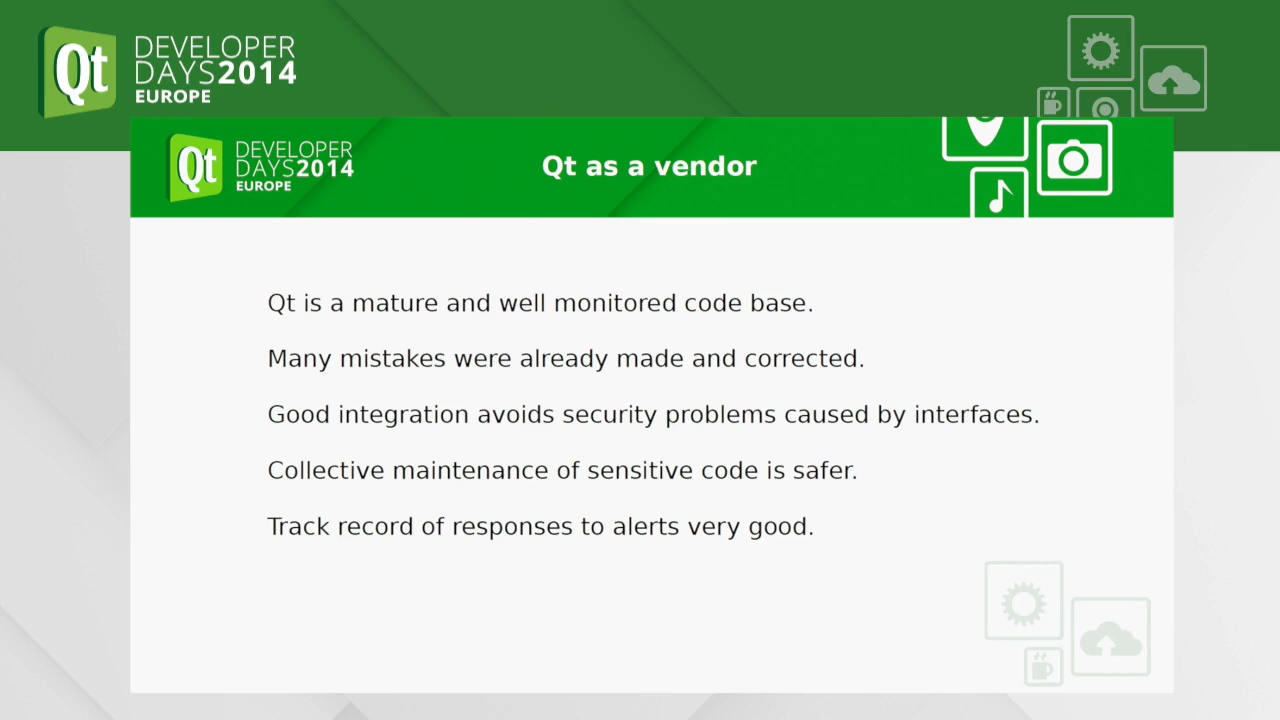 Qt DEVELOPER
DAYS2014
EUROPE
Qt DEVELOPER
DAYS2014
EUROPE
Qt as a vendor
Qt is a mature and well monitored code base.
Many mistakes were already made and corrected.
Good integration avoids security problems caused by interfaces.
Collective maintenance of sensitive code is safer.
Track record of responses to alerts very good.